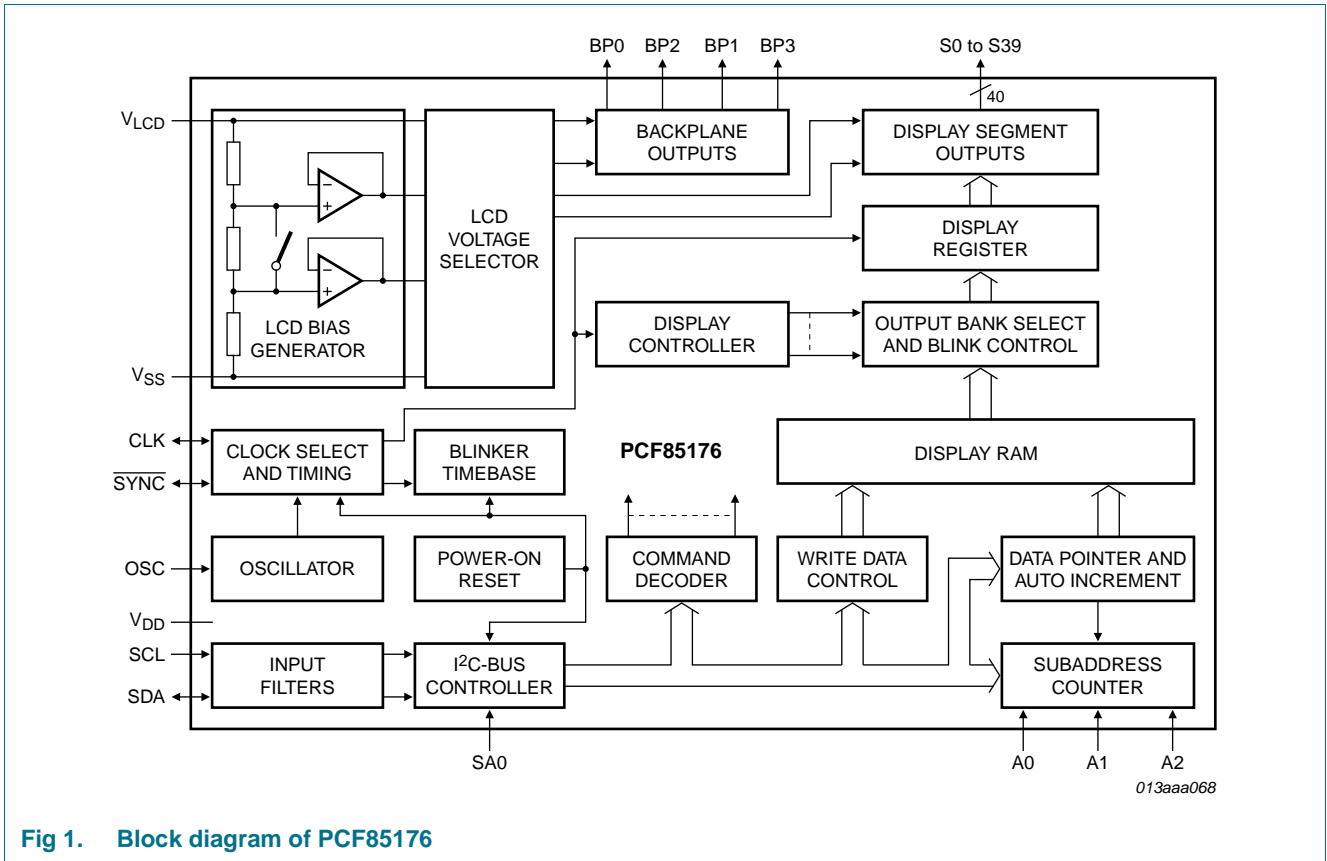 BP0 BP2 BP1 BP3 S0 to S39
40
VLCD
BACKPLANE
OUTPUTS
DISPLAY SEGMENT
OUTPUTS
LCD
VOLTAGE
SELECTOR
DISPLAY
REGISTER
LCD BIAS
GENERATOR
DISPLAY
CONTROLLER
OUTPUT BANK SELECT
AND BLINK CONTROL
VSS
CLK
SYNC
CLOCK SELECT
AND TIMING
BLINKER
TIMEBASE
PCF85176
DISPLAY RAM
OSC
OSCILLATOR
POWER-ON
RESET
COMMAND
DECODER
WRITE DATA
CONTROL
DATA POINTER AND
AUTO INCREMENT
VDD
SCL
SDA
INPUT
FILTERS
I2C-BUS
CONTROLLER
SUBADDRESS
COUNTER
SA0 A0 A1 A2
013aaa068
Fig 1. Block diagram of PCF85176